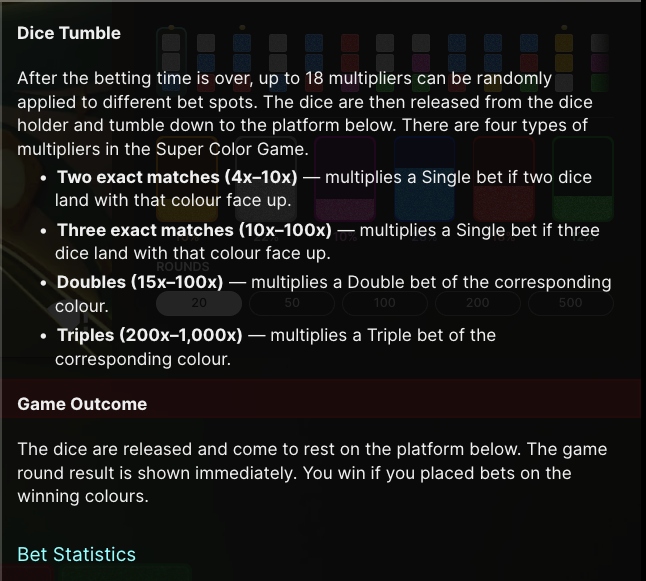 Dice Tumble
After the betting time is over, up to 18 multipliers can be randomly
applied to different bet spots. The dice are then released from the dice
holder and tumble down to the platform below. There are four types of
multipliers in the Super Color Game.
• Two exact matches (4x–10x) — multiplies a Single bet if two dice
land with that colour face up.
• Three exact matches (10x–100x) — multiplies a Single bet if three
dice land with that colour face up.
ROUNDS
• Doubles (15x–100x) — multiplies a Double bet of the corresponding
colour.
20 50 100 200 500
• Triples (200x–1,000x) — multiplies a Triple bet of the
corresponding colour.
Game Outcome
The dice are released and come to rest on the platform below. The game
round result is shown immediately. You win if you placed bets on the
winning colours.
Bet Statistics